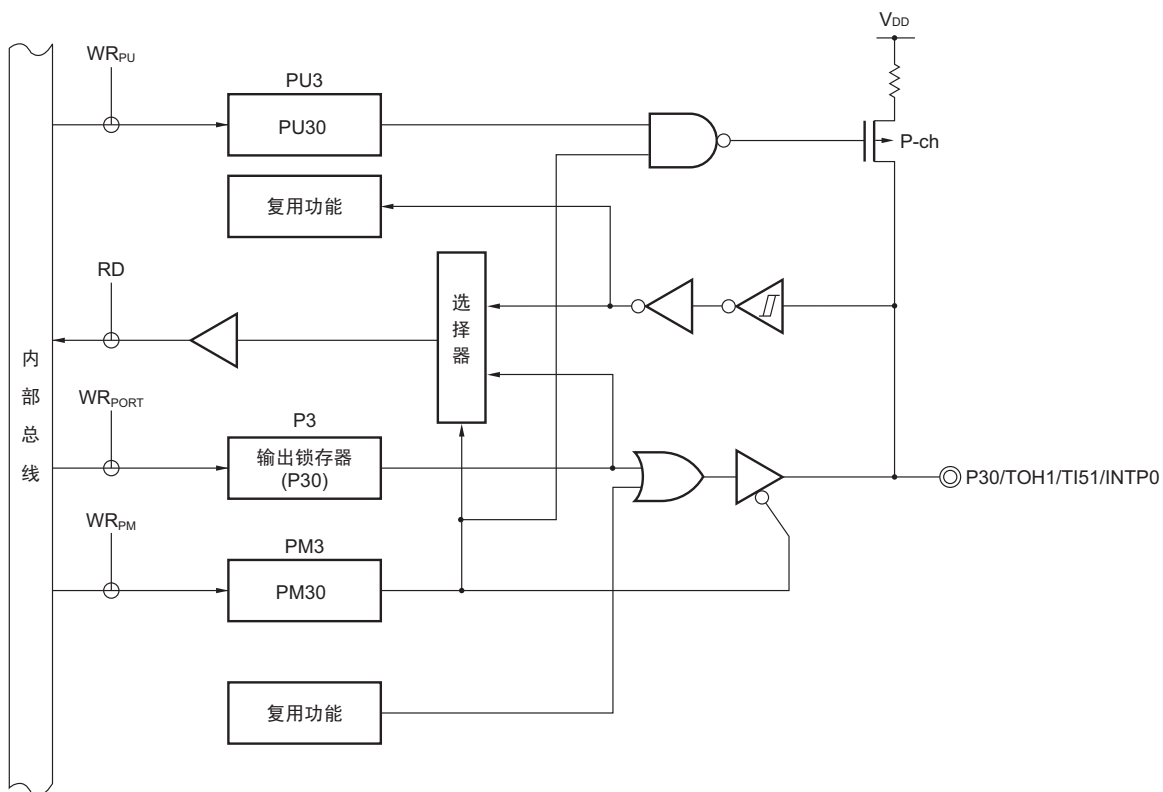 VDD
WRPU
PU3
PU30
P-ch
复用功能
RD
选择器
内部总线
WRPORT
P3
输出锁存器
(P30)
P30/TOH1/TI51/INTP0
WRPM
PM3
PM30
复用功能